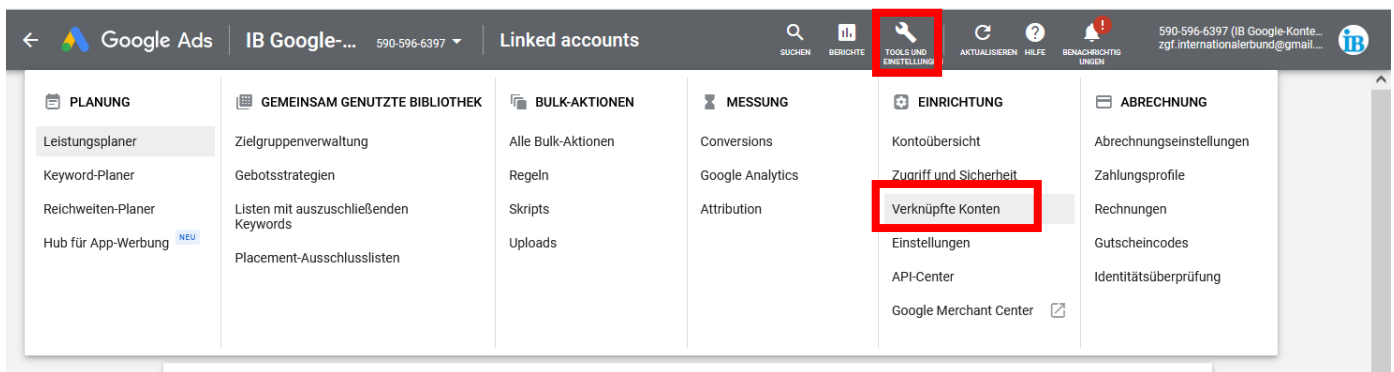 Google Ads
IB Google-...
590-596-6397
Linked accounts
SUCHEN
BERICHTE
TOOLS UND
EINSTELLUNGEN
AKTUALISIEREN
HILFE
BENACHRICHTIG
UNGEN
590-596-6397 (IB Google-Konte...
zgf.internationalerbund@gmail....
iB
PLANUNG
Leistungsplaner
Keyword-Planer
Reichweiten-Planer
Hub für App-Werbung NEU
GEMEINSAM GENUTZTE BIBLIOTHEK
Zielgruppenverwaltung
Gebotsstrategien
Listen mit auszuschließenden
Keywords
Placement-Ausschlusslisten
BULK-AKTIONEN
Alle Bulk-Aktionen
Regeln
Skripts
Uploads
MESSUNG
Conversions
Google Analytics
Attribution
EINRICHTUNG
Kontoübersicht
Zugriff und Sicherheit
Verknüpfte Konten
Einstellungen
API-Center
Google Merchant Center
ABRECHNUNG
Abrechnungseinstellungen
Zahlungsprofile
Rechnungen
Gutscheincodes
Identitätsüberprüfung